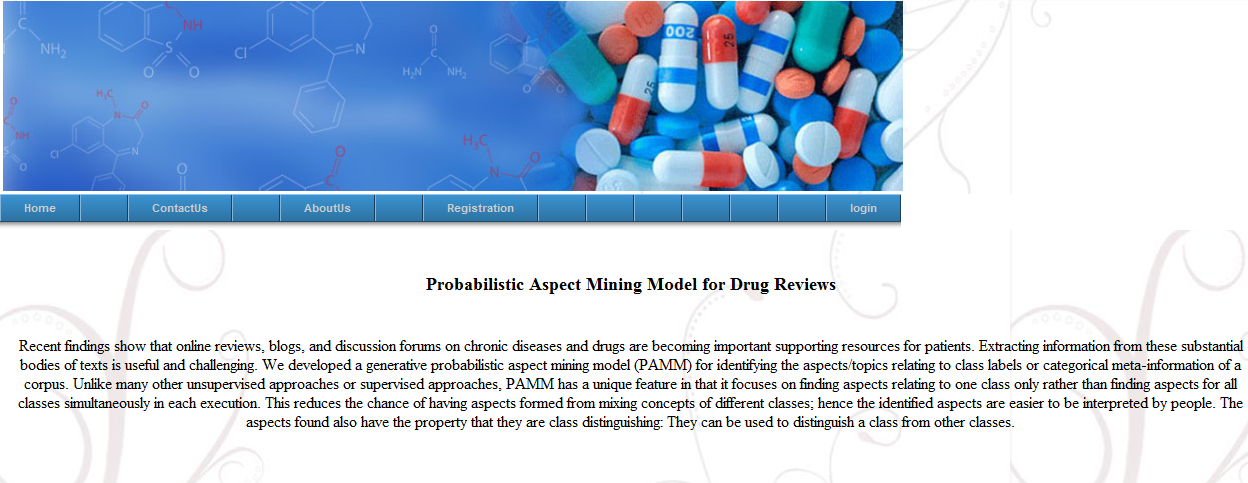 NH
NH₂
S
O O
Cl
N
O
H₂N NH₂
S
O
O
200
25
25
H₃C
O
N
NH
Cl
N
S
O
O
O
C
H₃C
N
O
Home ContactUs AboutUs Registration login
Probabilistic Aspect Mining Model for Drug Reviews
Recent findings show that online reviews, blogs, and discussion forums on chronic diseases and drugs are becoming important supporting resources for patients. Extracting information from these substantial
bodies of texts is useful and challenging. We developed a generative probabilistic aspect mining model (PAMM) for identifying the aspects/topics relating to class labels or categorical meta-information of a
corpus. Unlike many other unsupervised approaches or supervised approaches, PAMM has a unique feature in that it focuses on finding aspects relating to one class only rather than finding aspects for all
classes simultaneously in each execution. This reduces the chance of having aspects formed from mixing concepts of different classes; hence the identified aspects are easier to be interpreted by people. The
aspects found also have the property that they are class distinguishing: They can be used to distinguish a class from other classes.